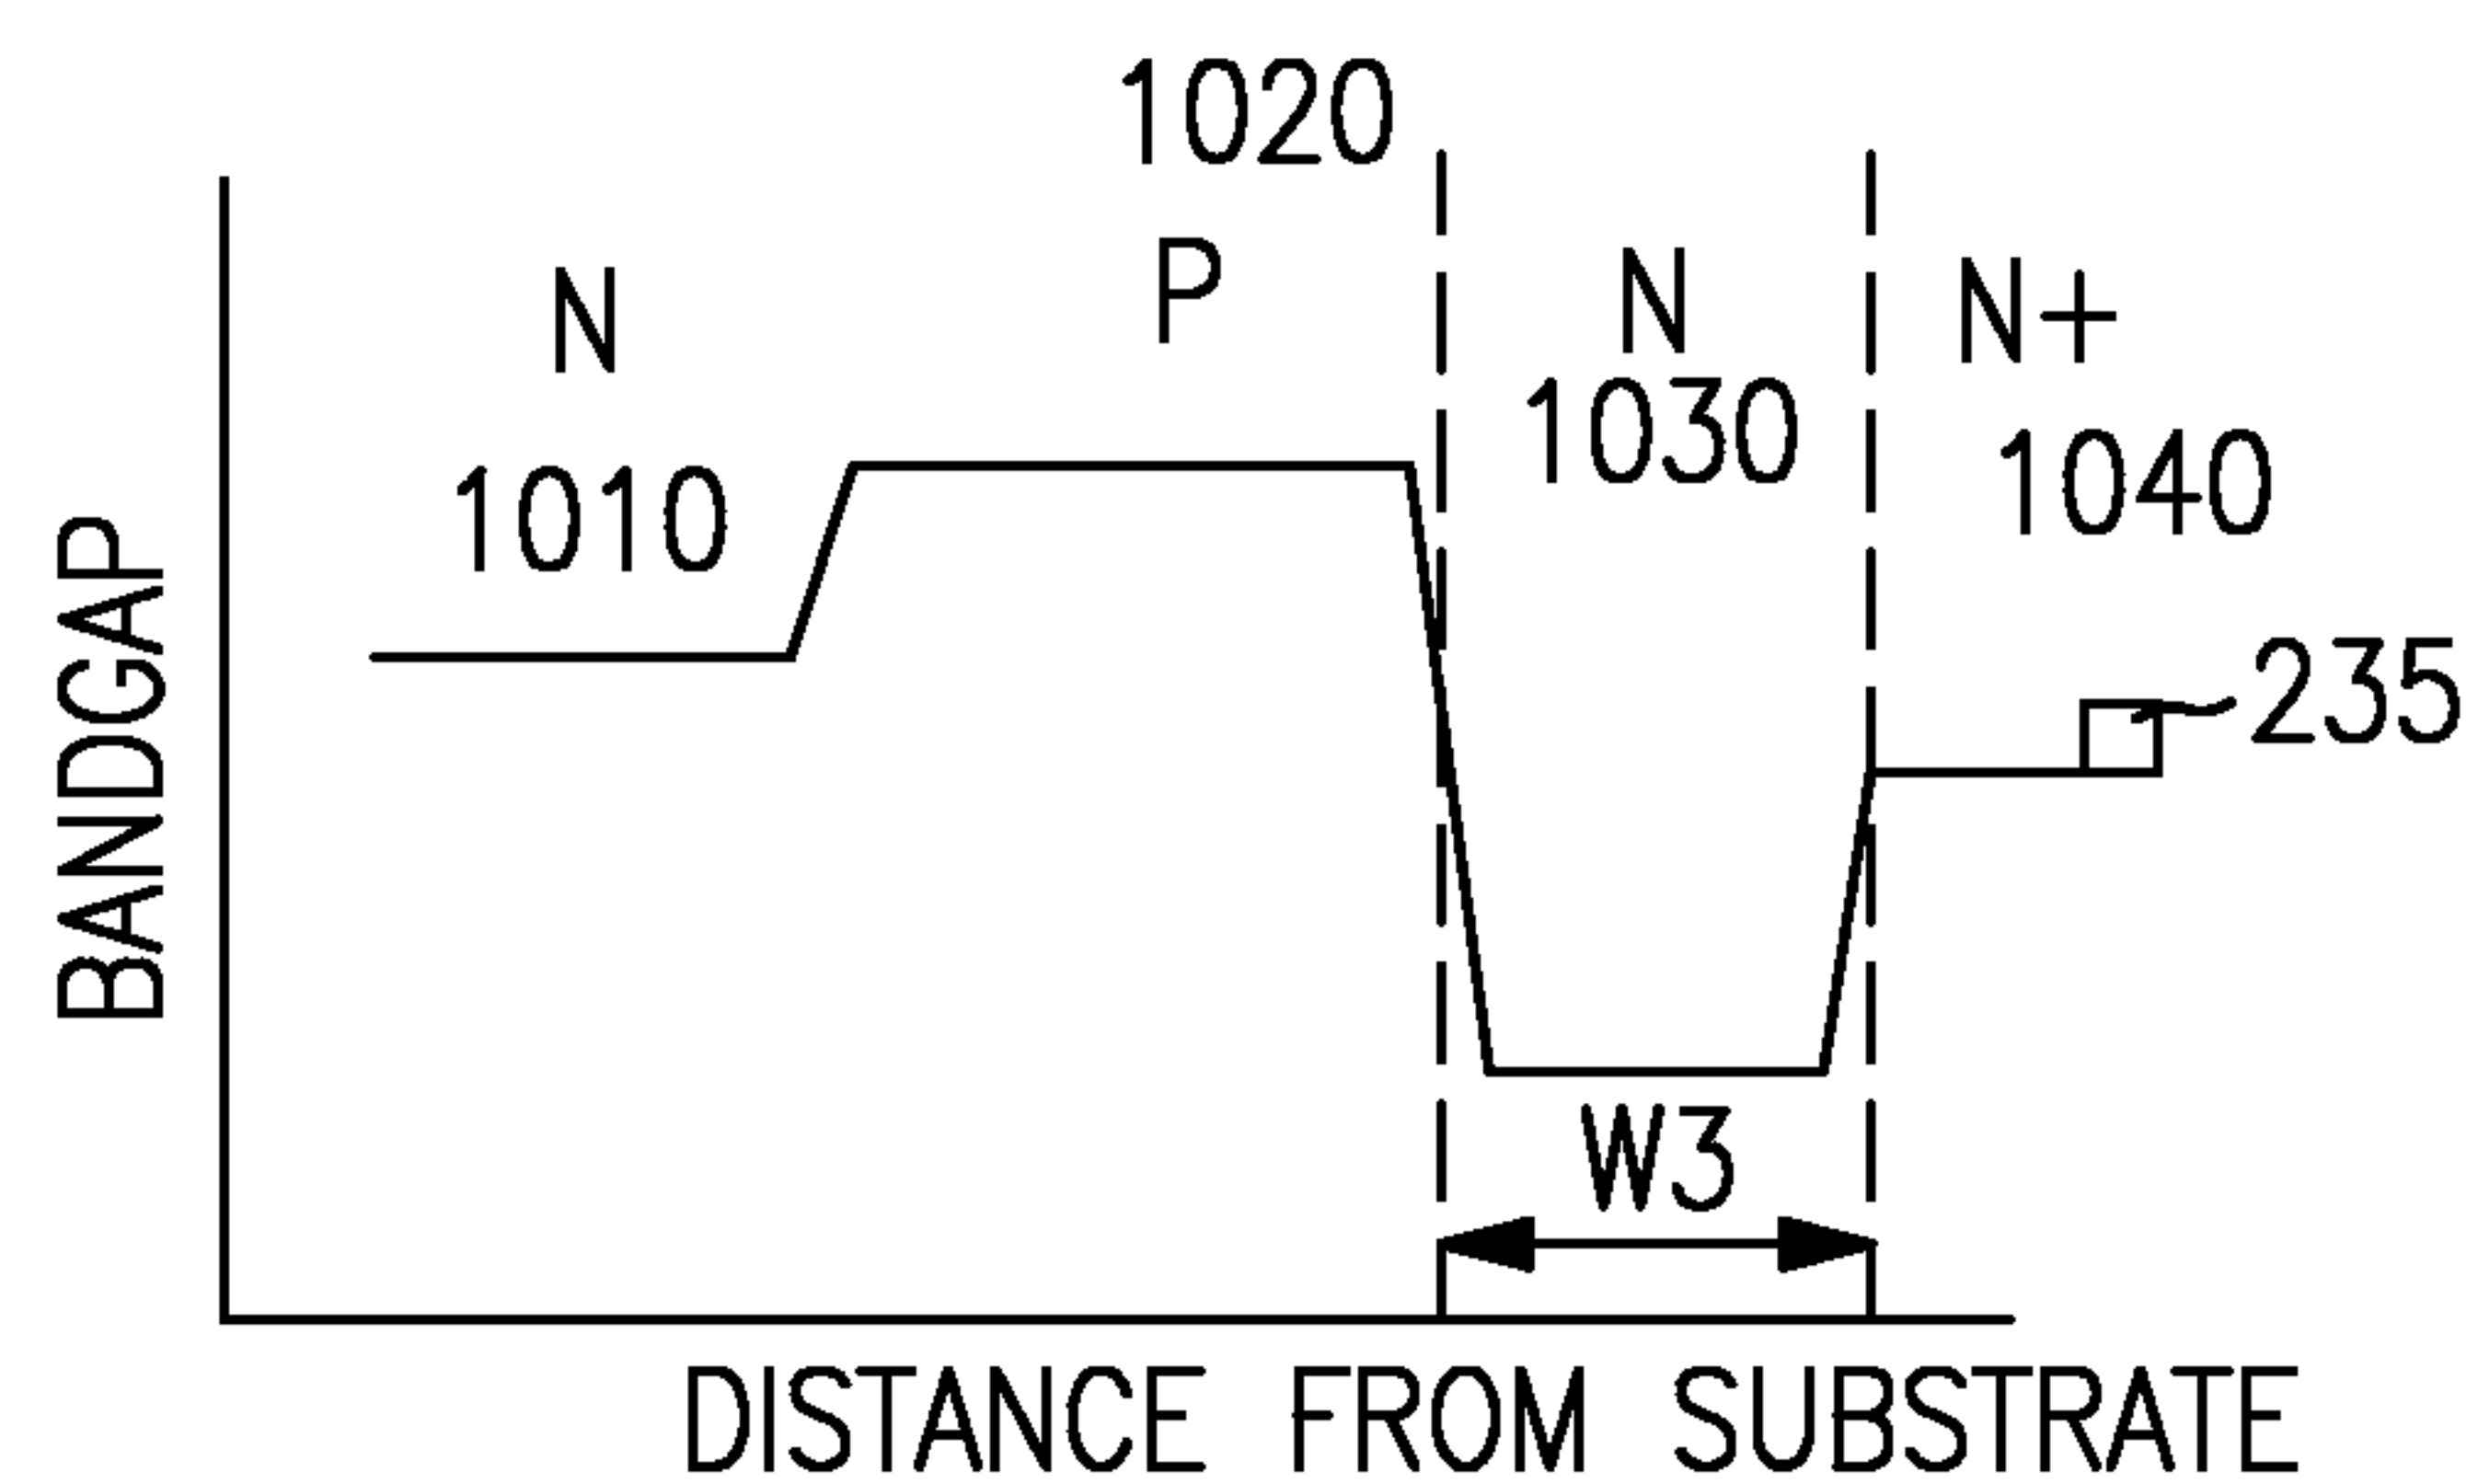 1020
P
N
1030
N+
1040
N
1010
235
BANDGAP
W3
DISTANCE FROM SUBSTRATE